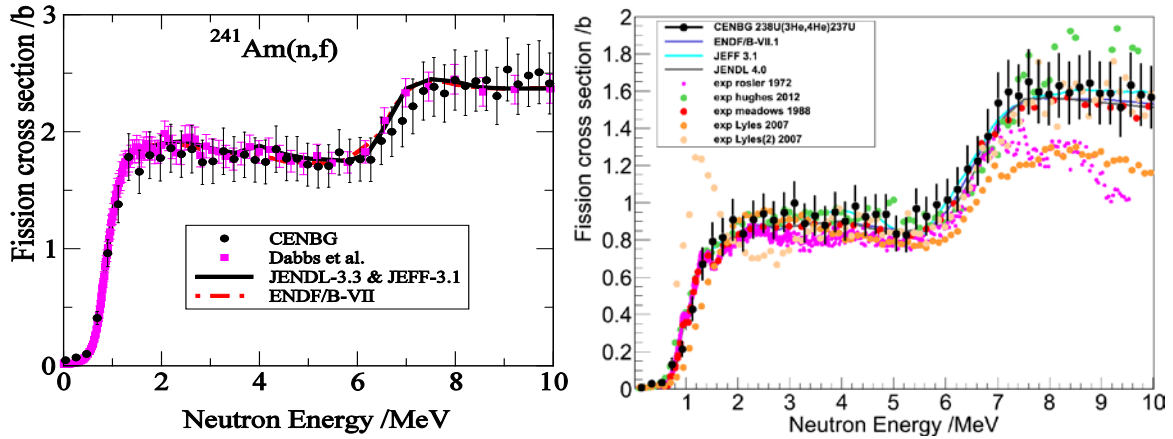 Fission cross section /b
3
2
1
0
241Am(n,f)
CENBG
Dabbs et al.
JENDL-3.3 & JEFF-3.1
ENDF/B-VII
0 2 4 6 8 10
Neutron Energy /MeV
Fission cross section /b
2
1.8
1.6
1.4
1.2
1
0.8
0.6
0.4
0.2
0
CENBG 238U(3He,4He)237U
ENDF/B-VII.1
JEFF 3.1
JENDL 4.0
exp rosler 1972
exp hughes 2012
exp meadows 1988
exp Lyles 2007
exp Lyles(2) 2007
1 2 3 4 5 6 7 8 9 10
Neutron Energy /MeV